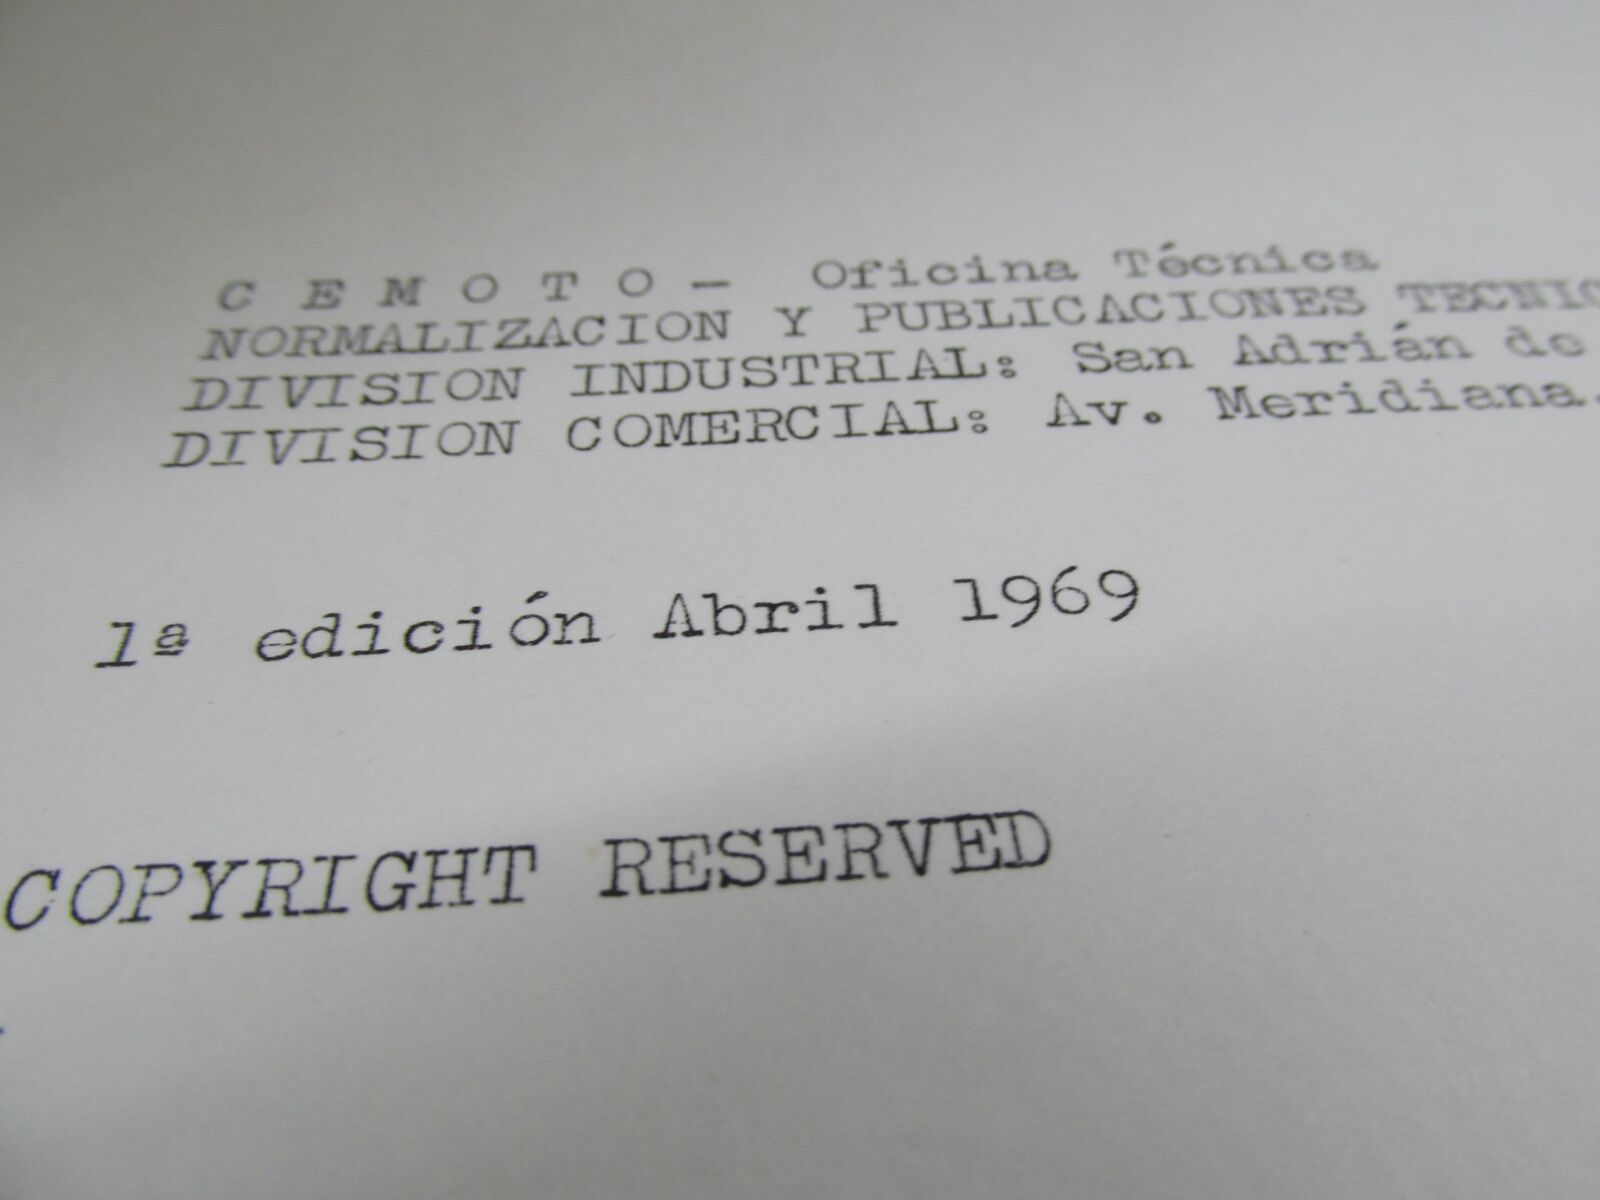 C E M O T O - Oficina Técnica
NORMALIZACION Y PUBLICACIONES TECNIC
DIVISION INDUSTRIAL: San Adrián de
DIVISION COMERCIAL: Av. Meridiana.
1ª edición Abril 1969
COPYRIGHT RESERVED